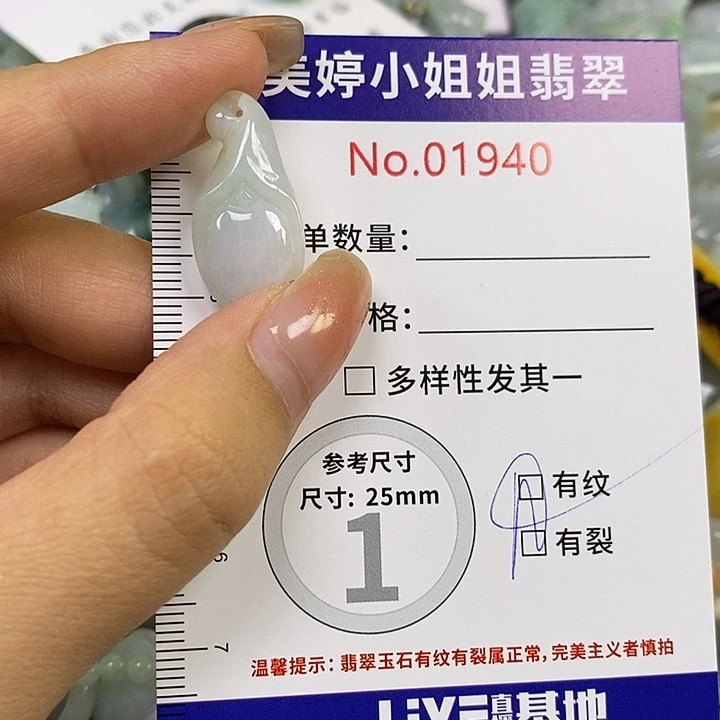 美婷小姐姐翡翠
No.01940
单数量:
格:
多样性发其一
参考尺寸
尺寸: 25mm
1
有纹
有裂
6
7
温馨提示: 翡翠玉石有纹有裂属正常, 完美主义者慎拍
基地